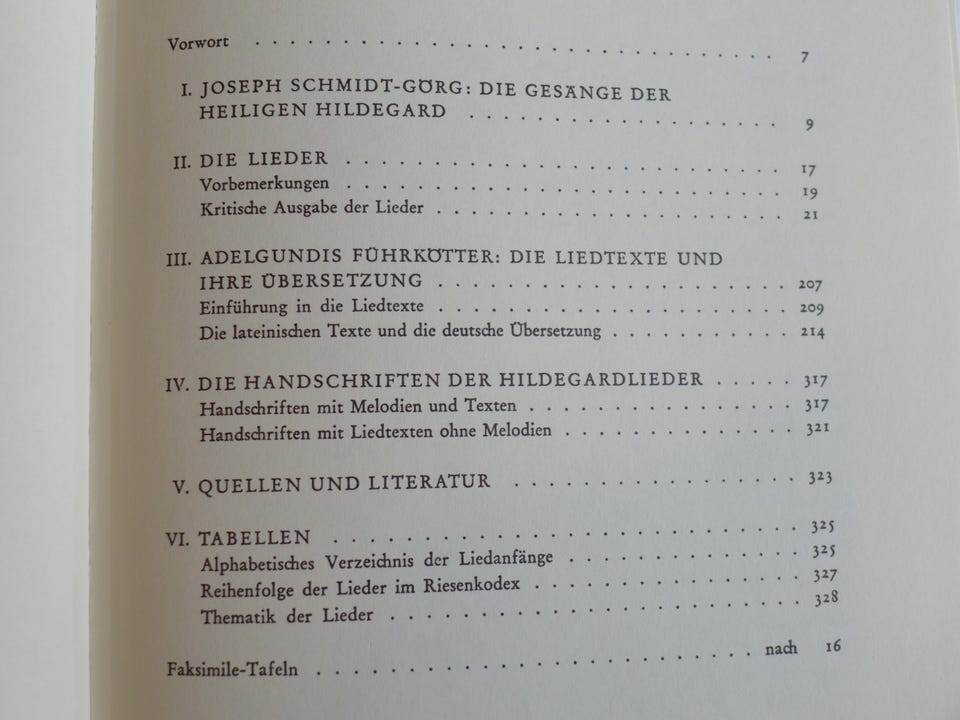 Vorwort . . . . . . . . . . . . . . . . . . . . . . . . . . . . . . 7
I. JOSEPH SCHMIDT-GÖRG: DIE GESÄNGE DER
HEILIGEN HILDEGARD . . . . . . . . . . . . . . . . . . 9
II. DIE LIEDER . . . . . . . . . . . . . . . . . . . . . . . . . 17
Vorbemerkungen . . . . . . . . . . . . . . . . . . . . . . . . . 19
Kritische Ausgabe der Lieder . . . . . . . . . . . . . . . . . . . . 21
III. ADELGUNDIS FÜHRKÖTTER: DIE LIEDTEXTE UND
IHRE ÜBERSETZUNG . . . . . . . . . . . . . . . . . . . . . 207
Einführung in die Liedtexte . . . . . . . . . . . . . . . . . . . . 209
Die lateinischen Texte und die deutsche Übersetzung . . . . . . . . . . . 214
IV. DIE HANDSCHRIFTEN DER HILDEGARDLIEDER . . . . . 317
Handschriften mit Melodien und Texten . . . . . . . . . . . . . . . 317
Handschriften mit Liedtexten ohne Melodien . . . . . . . . . . . . . 321
V. QUELLEN UND LITERATUR . . . . . . . . . . . . . . . . 323
VI. TABELLEN . . . . . . . . . . . . . . . . . . . . . . . . . . 325
Alphabetisches Verzeichnis der Liedanfänge . . . . . . . . . . . . . 325
Reihenfolge der Lieder im Riesenkodex . . . . . . . . . . . . . . . 327
Thematik der Lieder . . . . . . . . . . . . . . . . . . . . . . . 328
Faksimile-Tafeln . . . . . . . . . . . . . . . . . . . . . . . . nach 16